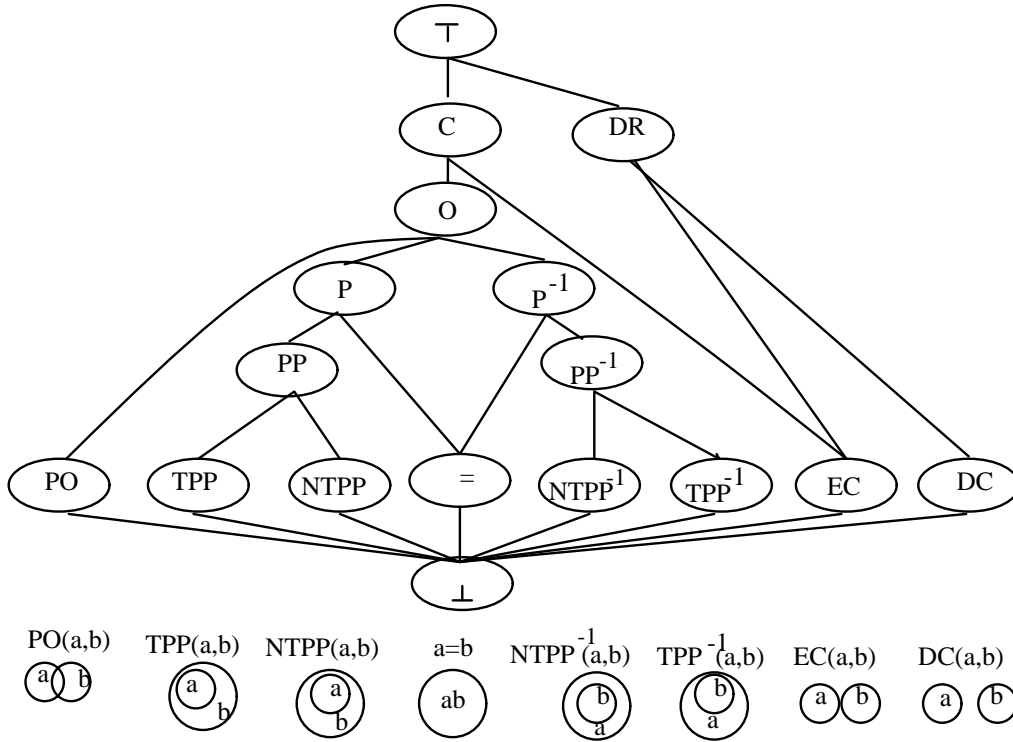 ⊤
C
DR
O
P
P⁻¹
PP
PP⁻¹
PO
TPP
NTPP
=
NTPP⁻¹
TPP⁻¹
EC
DC
⊥
PO(a,b)
TPP(a,b)
NTPP(a,b)
a=b
NTPP⁻¹(a,b)
TPP⁻¹(a,b)
EC(a,b)
DC(a,b)
a b
a
b
a
b
ab
b
a
b
a
a b
a b